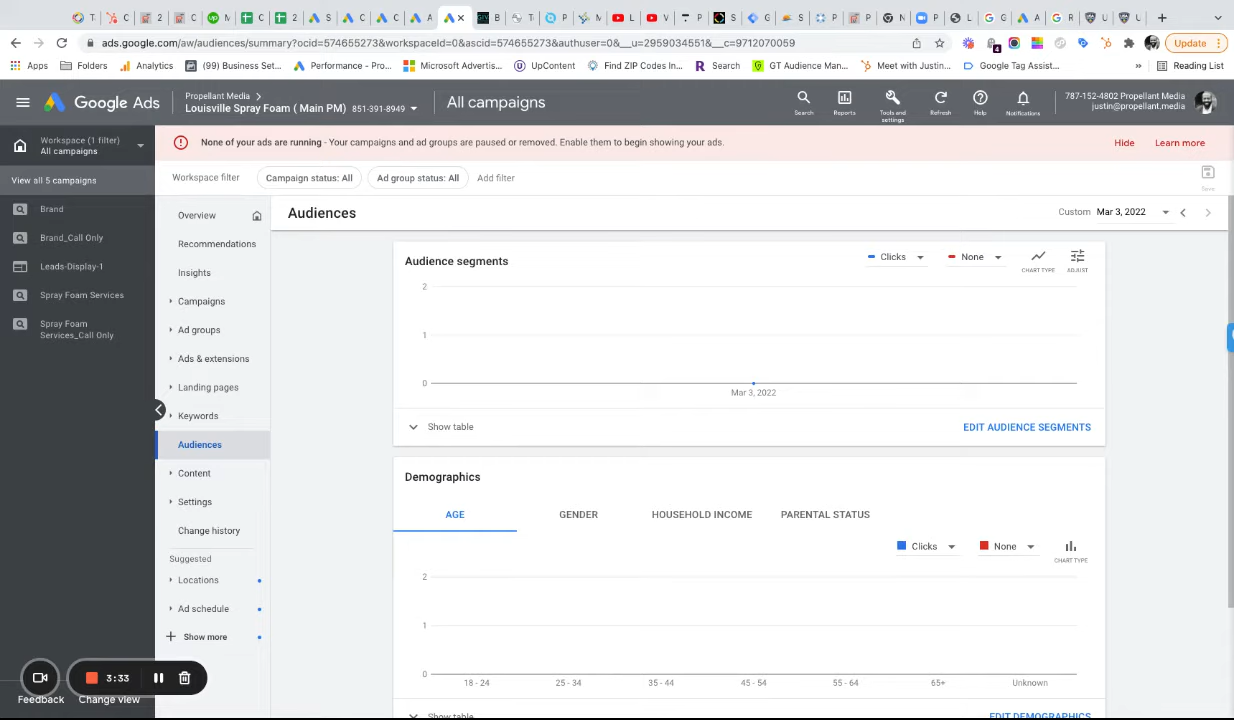 T
2
C
M
C
2
S
C
C
A
A
B
T
P
M
L
V
P
S
G
S
P
P
N
P
L
G
A
R
U
U
ads.google.com/aw/audiences/summary?ocid=574665273&workspaceId=0&ascid=574665273&authuser=0&__u=2959034551&__c=9712070059
Update
Apps
Folders
Analytics
(99) Business Set...
Performance - Pro...
Microsoft Advertis...
UpContent
Find ZIP Codes In...
Search
GT Audience Man...
Meet with Justin...
Google Tag Assist...
»
Reading List
Google Ads
Propellant Media
Louisville Spray Foam ( Main PM) 851-391-8949
All campaigns
Search
Reports
Tools and settings
Refresh
Help
Notifications
787-152-4802 Propellant Media
justin@propellant.media
Workspace (1 filter)
All campaigns
None of your ads are running - Your campaigns and ad groups are paused or removed. Enable them to begin showing your ads.
Hide
Learn more
View all 5 campaigns
Workspace filter
Campaign status: All
Ad group status: All
Add filter
Save
Brand
Brand_Call Only
Leads-Display-1
Spray Foam Services
Spray Foam
Services_Call Only
Overview
Recommendations
Insights
Campaigns
Ad groups
Ads & extensions
Landing pages
Keywords
Audiences
Content
Settings
Change history
Suggested
Locations
Ad schedule
Show more
Audiences
Custom Mar 3, 2022
Audience segments
Clicks
None
CHART TYPE
ADJUST
2
1
0
Mar 3, 2022
Show table
EDIT AUDIENCE SEGMENTS
Demographics
AGE
GENDER
HOUSEHOLD INCOME
PARENTAL STATUS
Clicks
None
CHART TYPE
2
1
0
18 - 24
25 - 34
35 - 44
45 - 54
55 - 64
65+
Unknown
Show table
EDIT DEMOGRAPHICS
3:33
Feedback
Change view